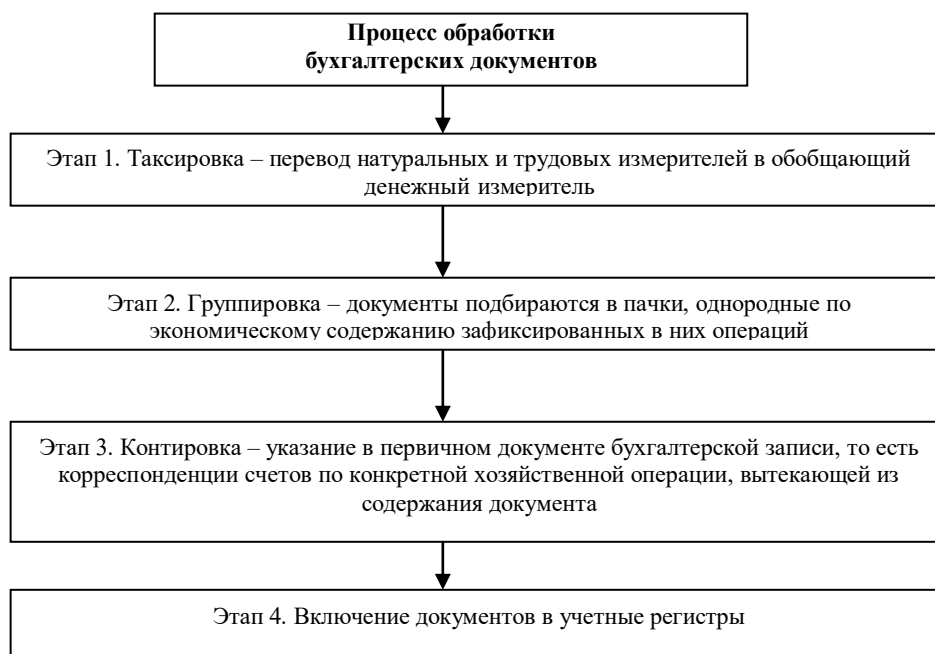 Процесс обработки
бухгалтерских документов
Этап 1. Таксировка – перевод натуральных и трудовых измерителей в обобщающий
денежный измеритель
Этап 2. Группировка – документы подбираются в пачки, однородные по
экономическому содержанию зафиксированных в них операций
Этап 3. Контировка – указание в первичном документе бухгалтерской записи, то есть
корреспонденции счетов по конкретной хозяйственной операции, вытекающей из
содержания документа
Этап 4. Включение документов в учетные регистры